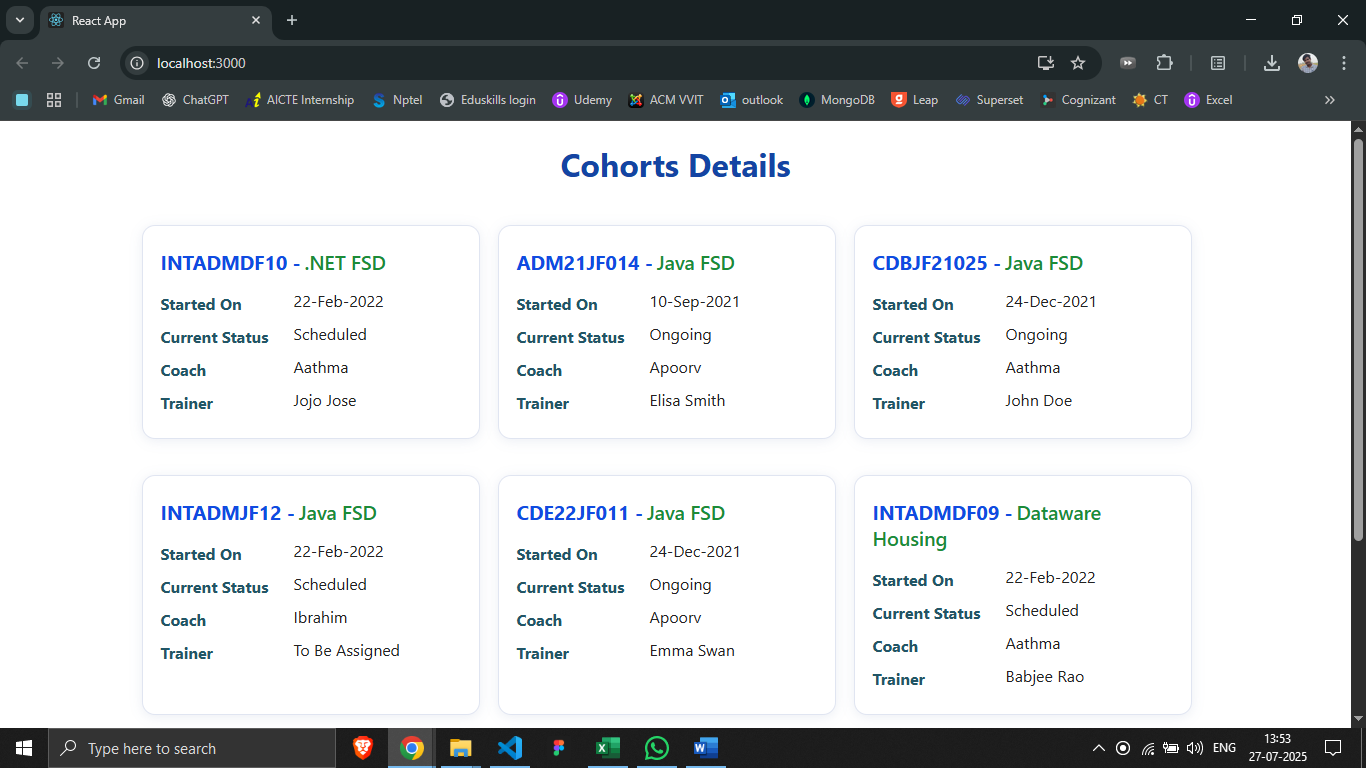 React App
localhost:3000
Gmail
ChatGPT
AICTE Internship
Nptel
Eduskills login
Udemy
ACM VVIT
outlook
MongoDB
Leap
Superset
Cognizant
CT
Excel
Cohorts Details
INTADMDF10 - .NET FSD
Started On 22-Feb-2022
Current Status Scheduled
Coach Aathma
Trainer Jojo Jose
ADM21JF014 - Java FSD
Started On 10-Sep-2021
Current Status Ongoing
Coach Apoorv
Trainer Elisa Smith
CDBJF21025 - Java FSD
Started On 24-Dec-2021
Current Status Ongoing
Coach Aathma
Trainer John Doe
INTADMJF12 - Java FSD
Started On 22-Feb-2022
Current Status Scheduled
Coach Ibrahim
Trainer To Be Assigned
CDE22JF011 - Java FSD
Started On 24-Dec-2021
Current Status Ongoing
Coach Apoorv
Trainer Emma Swan
INTADMDF09 - Dataware
Housing
Started On 22-Feb-2022
Current Status Scheduled
Coach Aathma
Trainer Babjee Rao
Type here to search
ENG
13:53
27-07-2025